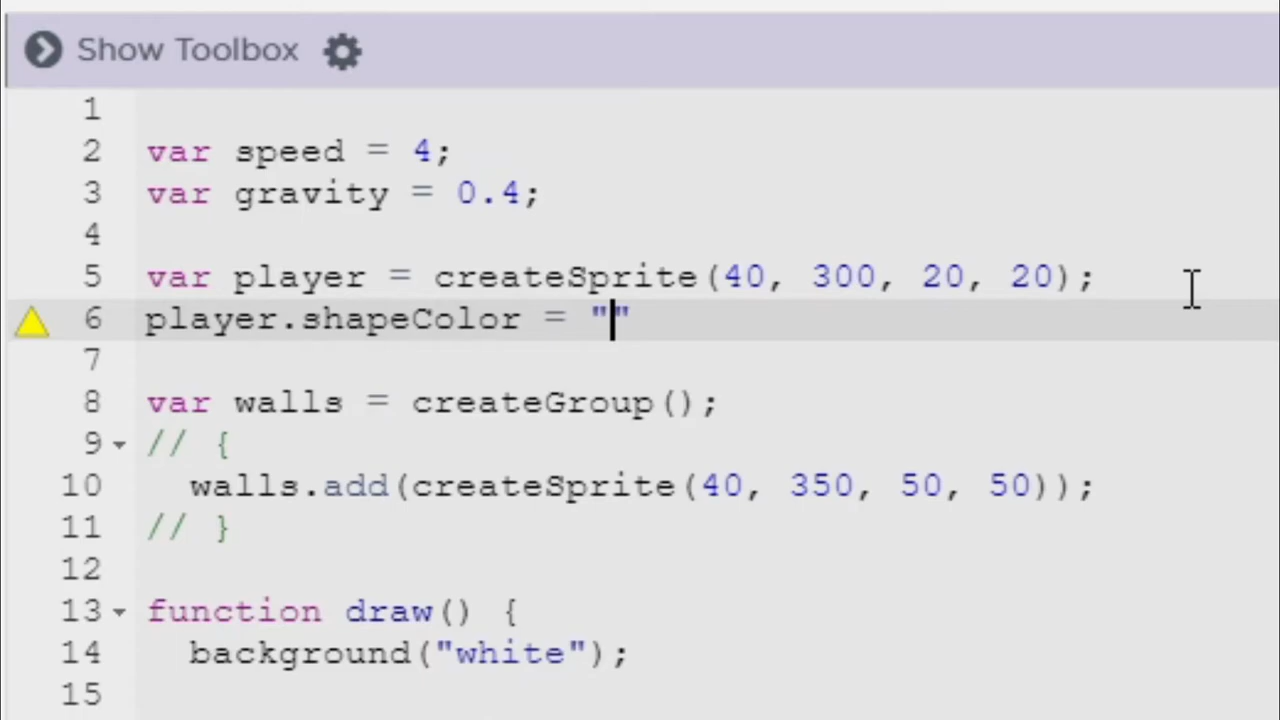 Show Toolbox
1
2 var speed = 4;
3 var gravity = 0.4;
4
5 var player = createSprite(40, 300, 20, 20);
6 player.shapeColor = ""
7
8 var walls = createGroup();
9 // {
10 walls.add(createSprite(40, 350, 50, 50));
11 // }
12
13 function draw() {
14 background("white");
15